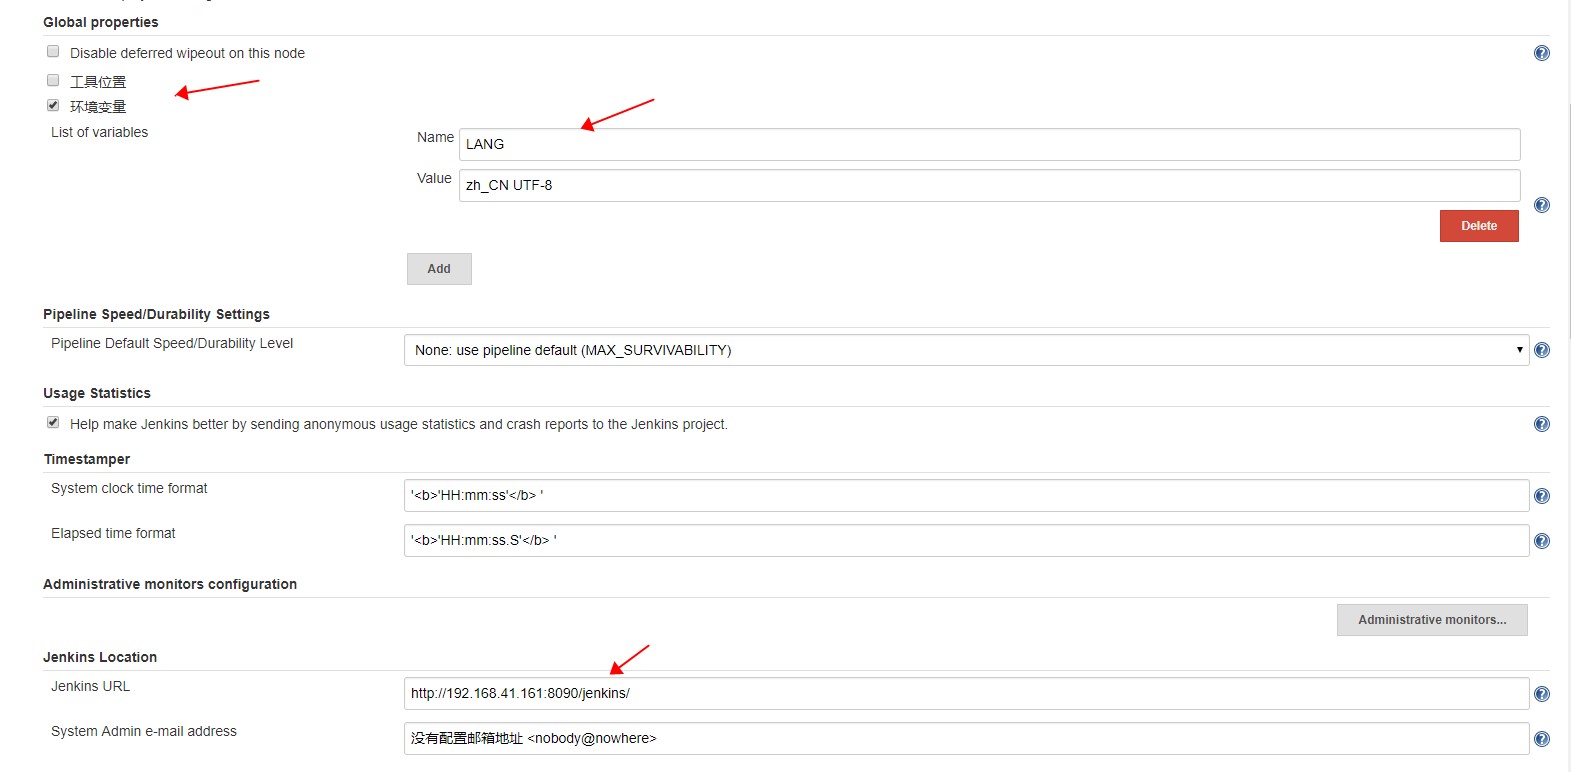 Global properties
Disable deferred wipeout on this node
工具位置
环境变量
List of variables
Name
LANG
Value
zh_CN UTF-8
Delete
Add
Pipeline Speed/Durability Settings
Pipeline Default Speed/Durability Level
None: use pipeline default (MAX_SURVIVABILITY)
Usage Statistics
Help make Jenkins better by sending anonymous usage statistics and crash reports to the Jenkins project.
Timestamper
System clock time format
'<b>'HH:mm:ss'</b> '
Elapsed time format
'<b>'HH:mm:ss.S'</b> '
Administrative monitors configuration
Administrative monitors...
Jenkins Location
Jenkins URL
http://192.168.41.161:8090/jenkins/
System Admin e-mail address
没有配置邮箱地址 <nobody@nowhere>